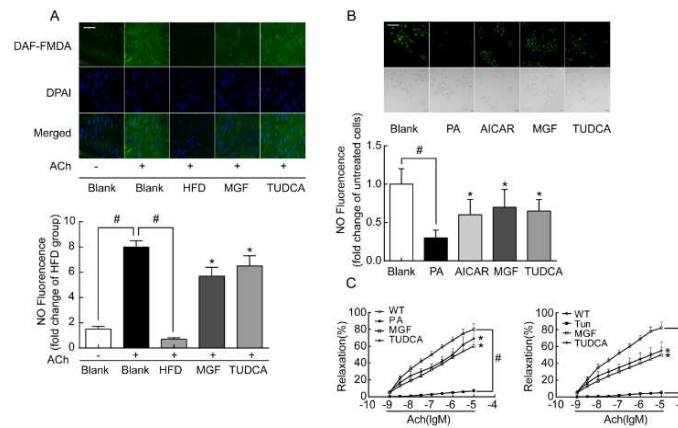 A
DAF-FMDA
DPAI
Merged
ACh - + + + +
Blank Blank HFD MGF TUDCA
NO Fluorescence
(fold change of HFD group)
10
8
6
4
2
0
# #
* *
ACh - + + + +
Blank Blank HFD MGF TUDCA
B
Blank PA AICAR MGF TUDCA
NO Fluorescence
(fold change of untreated cells)
1.5
1.0
0.5
0.0
#
* * *
Blank PA AICAR MGF TUDCA
C
Relaxation(%)
100
80
60
40
20
0
WT
PA
MGF
TUDCA
*
*
#
-10 -9 -8 -7 -6 -5 -4
Ach(lgM)
Relaxation(%)
100
80
60
40
20
0
WT
Tun
MGF
TUDCA
*
*
-10 -9 -8 -7 -6 -5 -4
Ach(lgM)